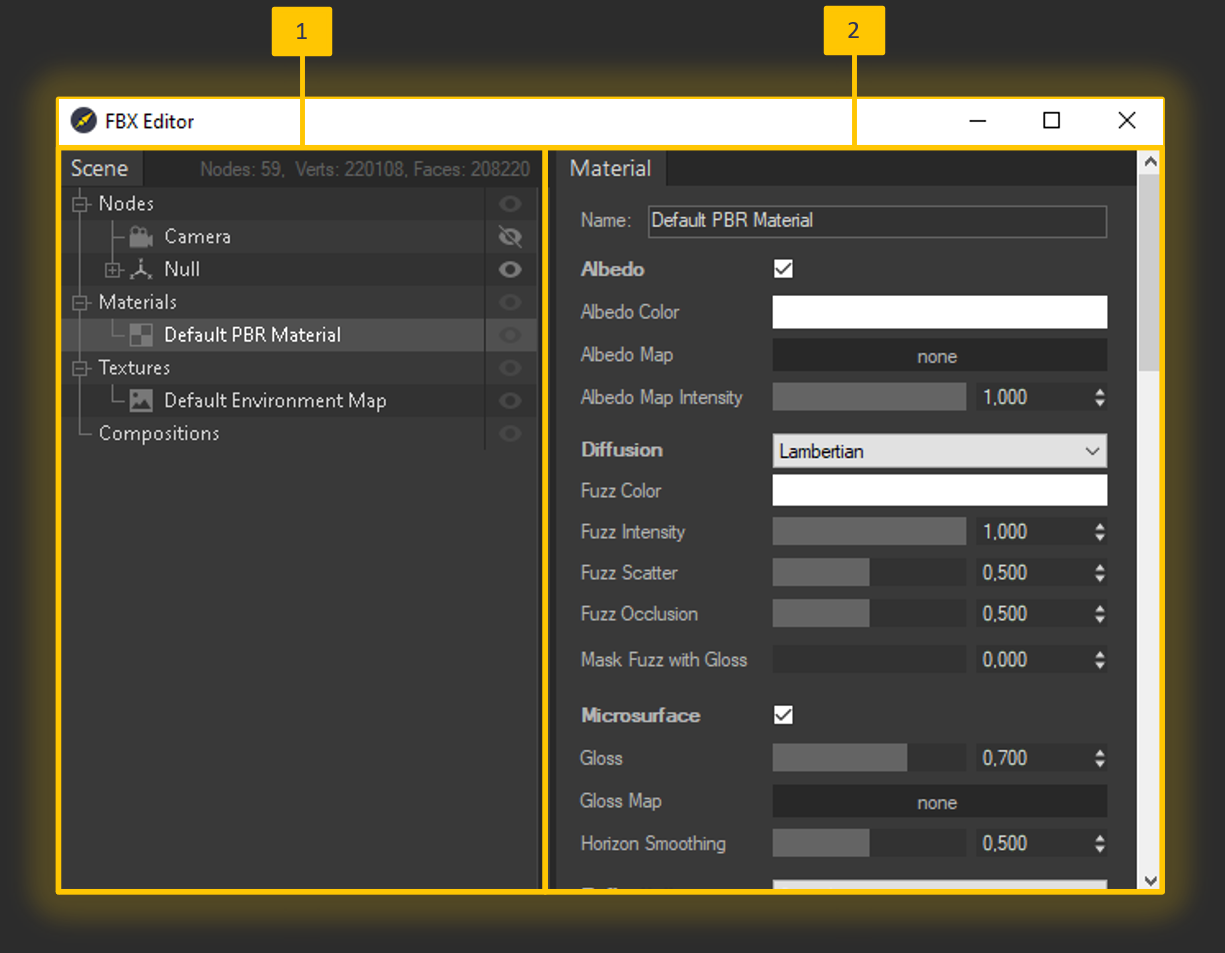 1
2
FBX Editor
Scene
Nodes: 59, Verts: 220108, Faces: 208220
Nodes
Camera
Null
Materials
Default PBR Material
Textures
Default Environment Map
Compositions
Material
Name: Default PBR Material
Albedo
Albedo Color
Albedo Map none
Albedo Map Intensity 1,000
Diffusion Lambertian
Fuzz Color
Fuzz Intensity 1,000
Fuzz Scatter 0,500
Fuzz Occlusion 0,500
Mask Fuzz with Gloss 0,000
Microsurface
Gloss 0,700
Gloss Map none
Horizon Smoothing 0,500